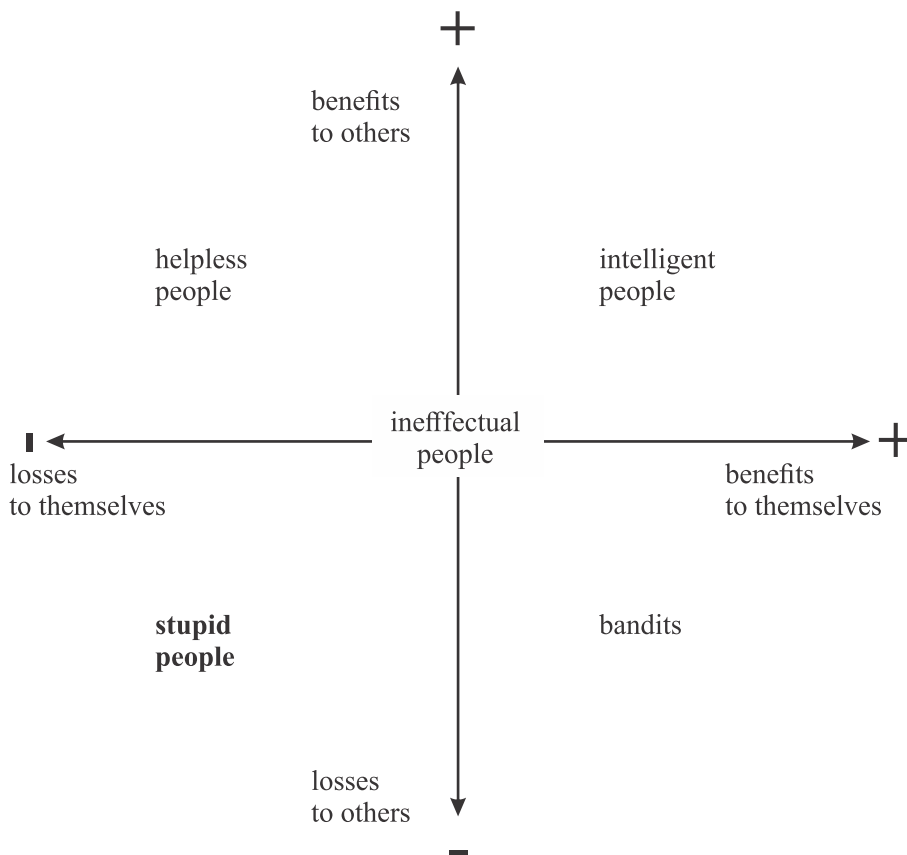 +
benefits
to others
helpless
people
intelligent
people
inefffectual
people
-
+
losses
to themselves
benefits
to themselves
stupid
people
bandits
losses
to others
-